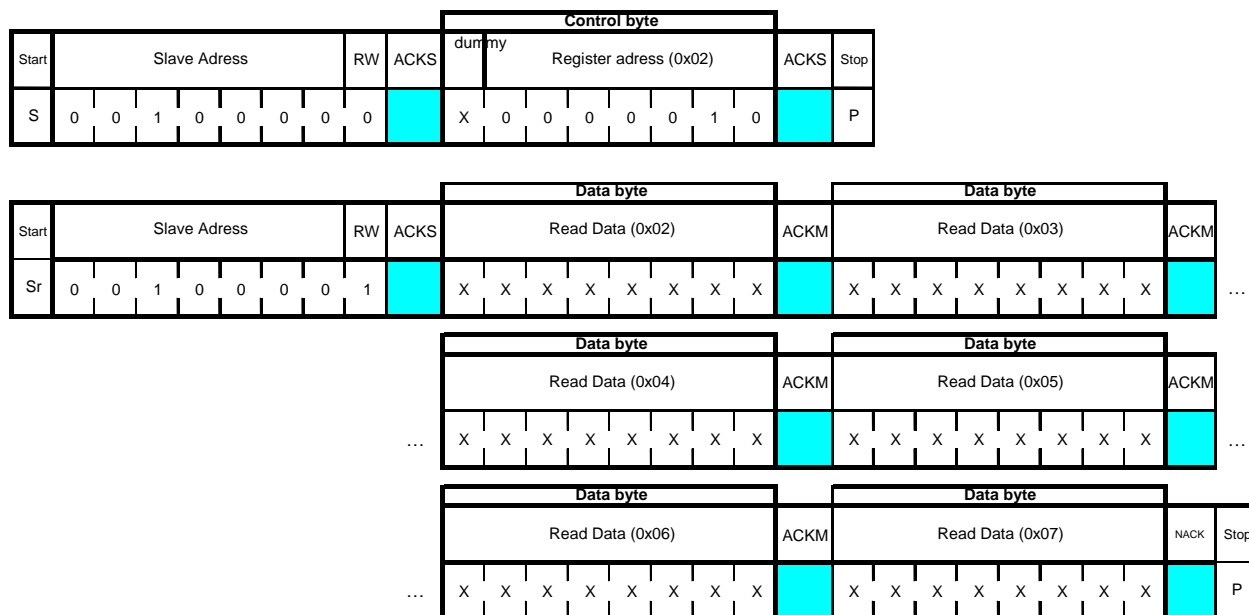 Control byte
Start Slave Adress RW ACKS dummy Register adress (0x02) ACKS Stop
S 0 0 1 0 0 0 0 0 X 0 0 0 0 0 1 0 P
Data byte Data byte
Start Slave Adress RW ACKS Read Data (0x02) ACKM Read Data (0x03) ACKM
Sr 0 0 1 0 0 0 0 1 X X X X X X X X X X X X X X X X ...
Data byte Data byte
Read Data (0x04) ACKM Read Data (0x05) ACKM
... X X X X X X X X X X X X X X X X ...
Data byte Data byte
Read Data (0x06) ACKM Read Data (0x07) NACK Stop
... X X X X X X X X X X X X X X X X P